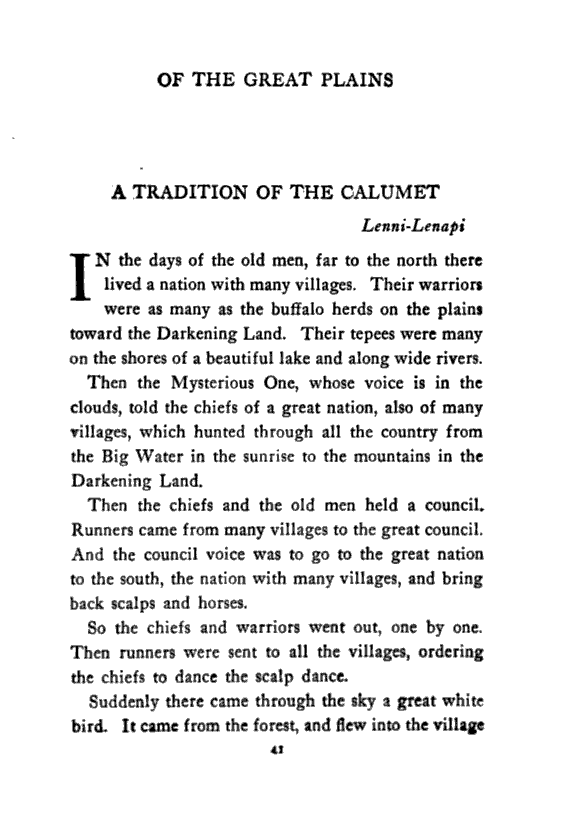 OF THE GREAT PLAINS
A TRADITION OF THE CALUMET
Lenni-Lenapi
IN the days of the old men, far to the north there
lived a nation with many villages. Their warriors
were as many as the buffalo herds on the plains
toward the Darkening Land. Their tepees were many
on the shores of a beautiful lake and along wide rivers.
Then the Mysterious One, whose voice is in the
clouds, told the chiefs of a great nation, also of many
villages, which hunted through all the country from
the Big Water in the sunrise to the mountains in the
Darkening Land.
Then the chiefs and the old men held a council.
Runners came from many villages to the great council.
And the council voice was to go to the great nation
to the south, the nation with many villages, and bring
back scalps and horses.
So the chiefs and warriors went out, one by one.
Then runners were sent to all the villages, ordering
the chiefs to dance the scalp dance.
Suddenly there came through the sky a great white
bird. It came from the forest, and flew into the village
41